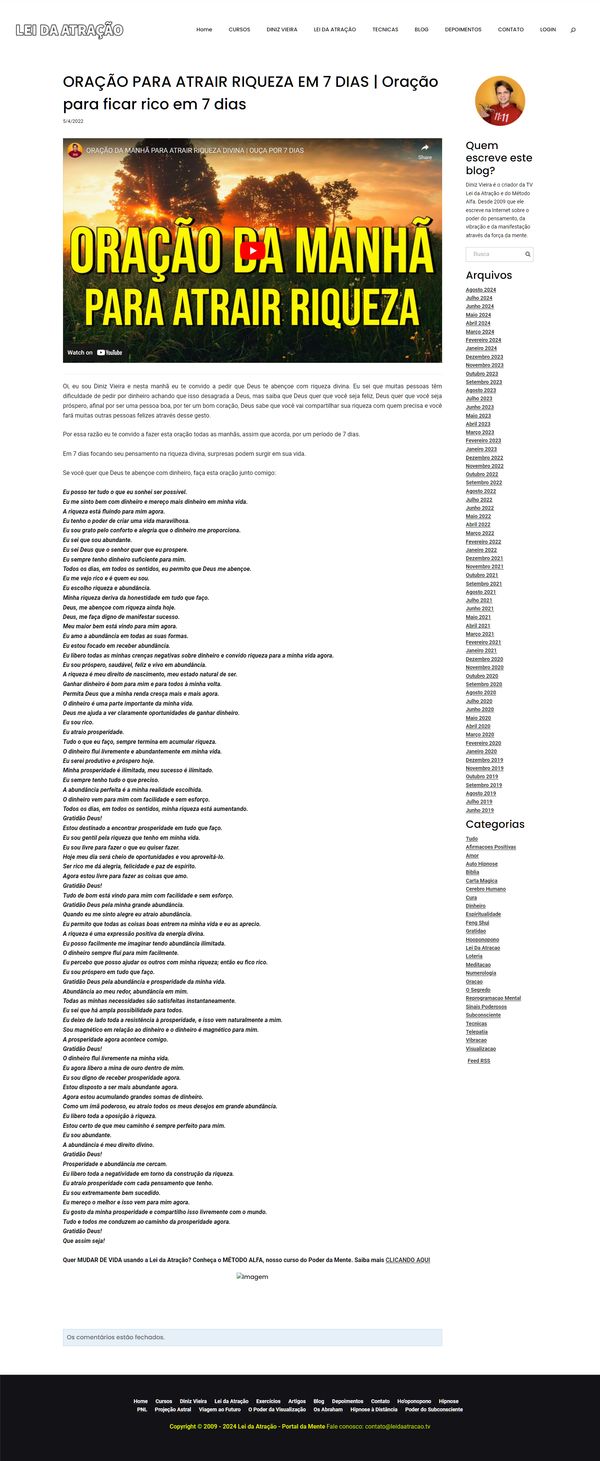 LEI DA ATRAÇÃO
Home CURSOS DINIZ VIEIRA LEI DA ATRAÇÃO TECNICAS BLOG DEPOIMENTOS CONTATO LOGIN
ORAÇÃO PARA ATRAIR RIQUEZA EM 7 DIAS | Oração
para ficar rico em 7 dias
5/4/2022
ORAÇÃO DA MANHÃ PARA ATRAIR RIQUEZA DIVINA | OUÇA POR 7 DIAS
Share
ORAÇÃO DA MANHÃ
PARA ATRAIR RIQUEZA
Watch on YouTube
Oi, eu sou Diniz Vieira e nesta manhã eu te convido a pedir que Deus te abençoe com riqueza divina. Eu sei que muitas pessoas têm
dificuldade de pedir por dinheiro achando que isso desagrada a Deus, mas saiba que Deus quer que você seja feliz, Deus quer que você seja
próspero, afinal por ser uma pessoa boa, por ter um bom coração, Deus sabe que você vai compartilhar sua riqueza com quem precisa e você
fará muitas outras pessoas felizes através desse gesto.
Por essa razão eu te convido a fazer esta oração todas as manhãs, assim que acorda, por um período de 7 dias.
Em 7 dias focando seu pensamento na riqueza divina, surpresas podem surgir em sua vida.
Se você quer que Deus te abençoe com dinheiro, faça esta oração junto comigo:
Eu posso ter tudo o que eu sonhei ser possível.
Eu me sinto bem com dinheiro e mereço mais dinheiro em minha vida.
A riqueza está fluindo para mim agora.
Eu tenho o poder de criar uma vida maravilhosa.
Eu sou grato pelo conforto e alegria que o dinheiro me proporciona.
Eu sei que sou abundante.
Eu sei Deus que o senhor quer que eu prospere.
Eu sempre tenho dinheiro suficiente para mim.
Todos os dias, em todos os sentidos, eu permito que Deus me abençoe.
Eu me vejo rico e é quem eu sou.
Eu escolho riqueza e abundância.
Minha riqueza deriva da honestidade em tudo que faço.
Deus, me abençoe com riqueza ainda hoje.
Deus, me faça digno de manifestar sucesso.
Meu maior bem está vindo para mim agora.
Eu amo a abundância em todas as suas formas.
Eu estou focado em receber abundância.
Eu libero todas as minhas crenças negativas sobre dinheiro e convido riqueza para a minha vida agora.
Eu sou próspero, saudável, feliz e vivo em abundância.
A riqueza é meu direito de nascimento, meu estado natural de ser.
Ganhar dinheiro é bom para mim e para todos à minha volta.
Permita Deus que a minha renda cresça mais e mais agora.
O dinheiro é uma parte importante da minha vida.
Deus me ajuda a ver claramente oportunidades de ganhar dinheiro.
Eu sou rico.
Eu atraio prosperidade.
Tudo o que eu faço, sempre termina em acumular riqueza.
O dinheiro flui livremente e abundantemente em minha vida.
Eu serei produtivo e próspero hoje.
Minha prosperidade é ilimitada, meu sucesso é ilimitado.
Eu sempre tenho tudo o que preciso.
A abundância perfeita é a minha realidade escolhida.
O dinheiro vem para mim com facilidade e sem esforço.
Todos os dias, em todos os sentidos, minha riqueza está aumentando.
Gratidão Deus!
Estou destinado a encontrar prosperidade em tudo que faço.
Eu sou gentil pela riqueza que tenho em minha vida.
Eu sou livre para fazer o que eu quiser fazer.
Hoje meu dia será cheio de oportunidades e vou aproveitá-lo.
Ser rico me dá alegria, felicidade e paz de espírito.
Agora estou livre para fazer as coisas que amo.
Gratidão Deus!
Tudo de bom está vindo para mim com facilidade e sem esforço.
Gratidão Deus pela minha grande abundância.
Quando eu me sinto alegre eu atraio abundância.
Eu permito que todas as coisas boas entrem na minha vida e eu as aprecio.
A riqueza é uma expressão positiva da energia divina.
Eu posso facilmente me imaginar tendo abundância ilimitada.
O dinheiro sempre flui para mim facilmente.
Eu percebo que posso ajudar os outros com minha riqueza; então eu fico rico.
Eu sou próspero em tudo que faço.
Gratidão Deus pela abundância e prosperidade da minha vida.
Abundância ao meu redor, abundância em mim.
Todas as minhas necessidades são satisfeitas instantaneamente.
Eu sei que há ampla possibilidade para todos.
Eu deixo de lado toda a resistência à prosperidade, e isso vem naturalmente a mim.
Sou magnético em relação ao dinheiro e o dinheiro é magnético para mim.
A prosperidade agora acontece comigo.
Gratidão Deus!
O dinheiro flui livremente na minha vida.
Eu agora libero a mina de ouro dentro de mim.
Eu sou digno de receber prosperidade agora.
Estou disposto a ser mais abundante agora.
Agora estou acumulando grandes somas de dinheiro.
Como um imã poderoso, eu atraio todos os meus desejos em grande abundância.
Eu libero toda a oposição à riqueza.
Estou certo de que meu caminho é sempre perfeito para mim.
Eu sou abundante.
A abundância é meu direito divino.
Gratidão Deus!
Prosperidade e abundância me cercam.
Eu libero toda a negatividade em torno da construção da riqueza.
Eu atraio prosperidade com cada pensamento que tenho.
Eu sou extremamente bem sucedido.
Eu mereço o melhor e isso vem para mim agora.
Eu gosto da minha prosperidade e compartilho isso livremente com o mundo.
Tudo e todos me conduzem ao caminho da prosperidade agora.
Gratidão Deus!
Que assim seja!
Quer MUDAR DE VIDA usando a Lei da Atração? Conheça o MÉTODO ALFA, nosso curso do Poder da Mente. Saiba mais CLICANDO AQUI
Imagem
Os comentários estão fechados.
Quem
escreve este
blog?
Diniz Vieira é o criador da TV
Lei da Atração e do Método
Alfa. Desde 2009 que ele
escreve na Internet sobre o
poder do pensamento, da
vibração e da manifestação
através da força da mente.
Busca
Arquivos
Agosto 2024
Julho 2024
Junho 2024
Maio 2024
Abril 2024
Março 2024
Fevereiro 2024
Janeiro 2024
Dezembro 2023
Novembro 2023
Outubro 2023
Setembro 2023
Agosto 2023
Julho 2023
Junho 2023
Maio 2023
Abril 2023
Março 2023
Fevereiro 2023
Janeiro 2023
Dezembro 2022
Novembro 2022
Outubro 2022
Setembro 2022
Agosto 2022
Julho 2022
Junho 2022
Maio 2022
Abril 2022
Março 2022
Fevereiro 2022
Janeiro 2022
Dezembro 2021
Novembro 2021
Outubro 2021
Setembro 2021
Agosto 2021
Julho 2021
Junho 2021
Maio 2021
Abril 2021
Março 2021
Fevereiro 2021
Janeiro 2021
Dezembro 2020
Novembro 2020
Outubro 2020
Setembro 2020
Agosto 2020
Julho 2020
Junho 2020
Maio 2020
Abril 2020
Março 2020
Fevereiro 2020
Janeiro 2020
Dezembro 2019
Novembro 2019
Outubro 2019
Setembro 2019
Agosto 2019
Julho 2019
Junho 2019
Categorias
Tudo
Afirmacoes Positivas
Amor
Auto Hipnose
Bíblia
Carta Magica
Cerebro Humano
Cura
Dinheiro
Espiritualidade
Feng Shui
Gratidao
Hooponopono
Lei Da Atracao
Loteria
Meditacao
Numerologia
Oracao
O Segredo
Reprogramacao Mental
Sinais Poderosos
Subconsciente
Tecnicas
Telepatia
Vibracao
Visualizacao
Feed RSS
Home Cursos Diniz Vieira Lei da Atração Exercícios Artigos Blog Depoimentos Contato Ho'oponopono Hipnose
PNL Projeção Astral Viagem ao Futuro O Poder da Visualização Os Abraham Hipnose à Distância Poder do Subconsciente
Copyright © 2009 - 2024 Lei da Atração - Portal da Mente Fale conosco: contato@leidaatracao.tv